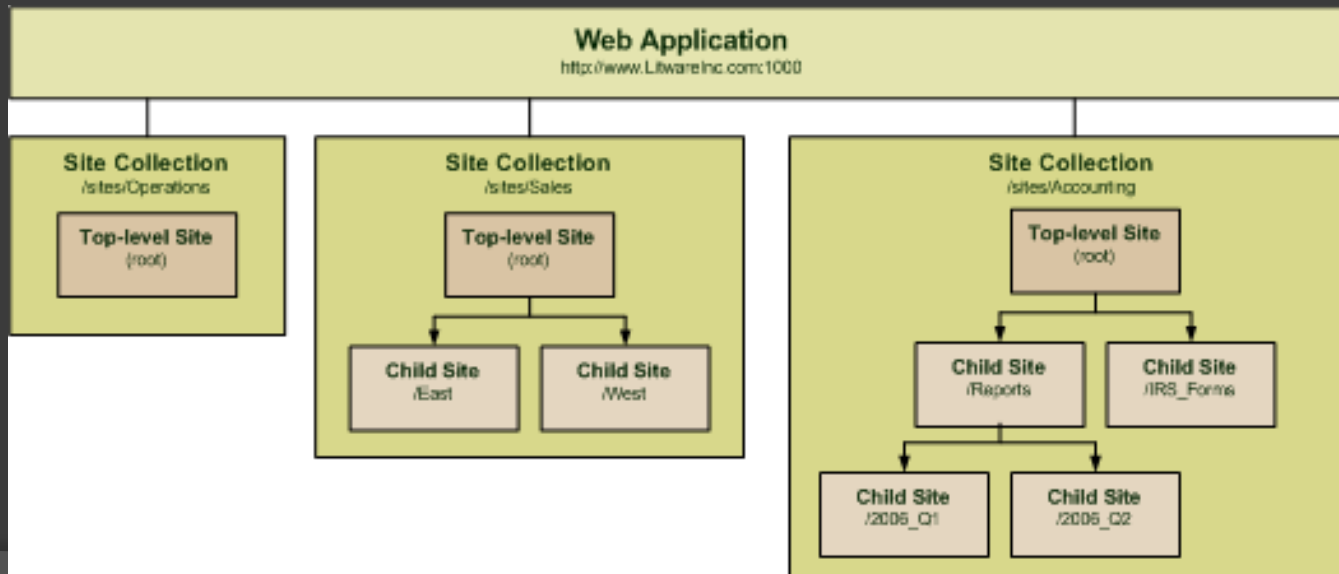 Web Application
http://www.LitwareInc.com:1000
Site Collection
/sites/Operations
Top-level Site
(root)
Site Collection
/sites/Sales
Top-level Site
(root)
Child Site
/East
Child Site
/West
Site Collection
/sites/Accounting
Top-level Site
(root)
Child Site
/Reports
Child Site
/IRS_Forms
Child Site
/2006_Q1
Child Site
/2006_Q2